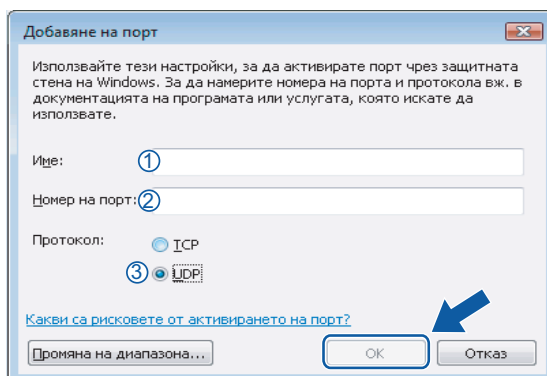 Добавяне на порт
Използвайте тези настройки, за да активирате порт чрез защитната
стена на Windows. За да намерите номера на порта и протокола вж. в
документацията на програмата или услугата, която искате да
използвате.
Име: 1
Номер на порт: 2
Протокол: TCP
3 UDP
Какви са рисковете от активирането на порт?
Промяна на диапазона... OK Отказ